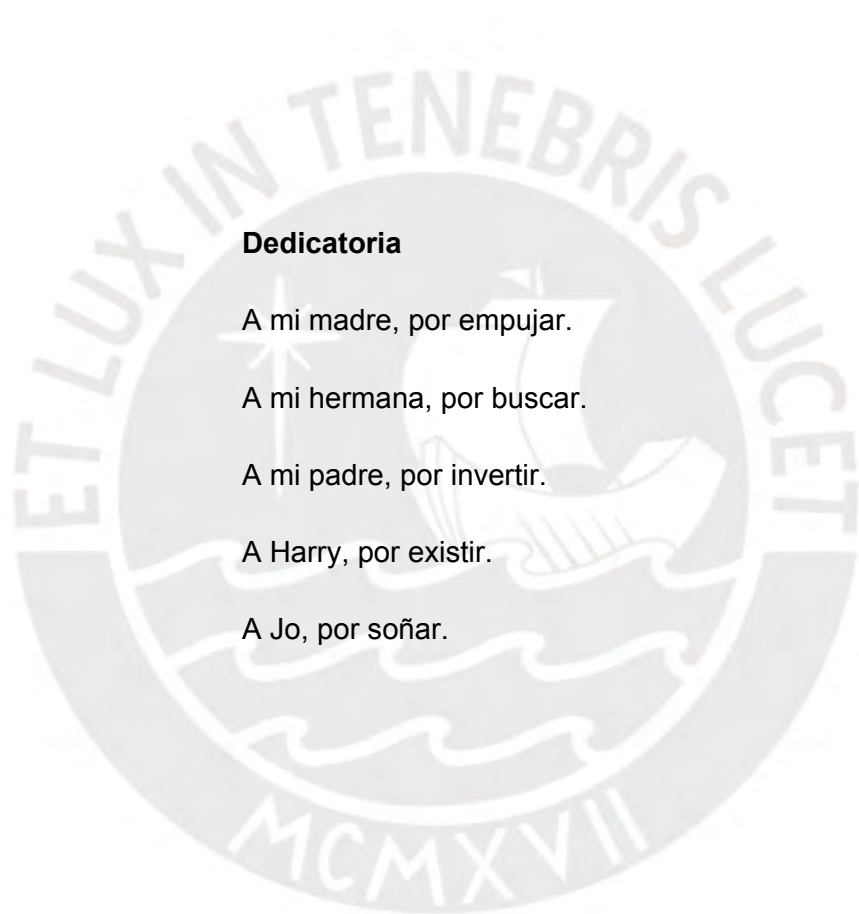 ET LUX IN TENEBRIS LUCET
Dedicatoria
A mi madre, por empujar.
A mi hermana, por buscar.
A mi padre, por invertir.
A Harry, por existir.
A Jo, por soñar.
MCMXVII